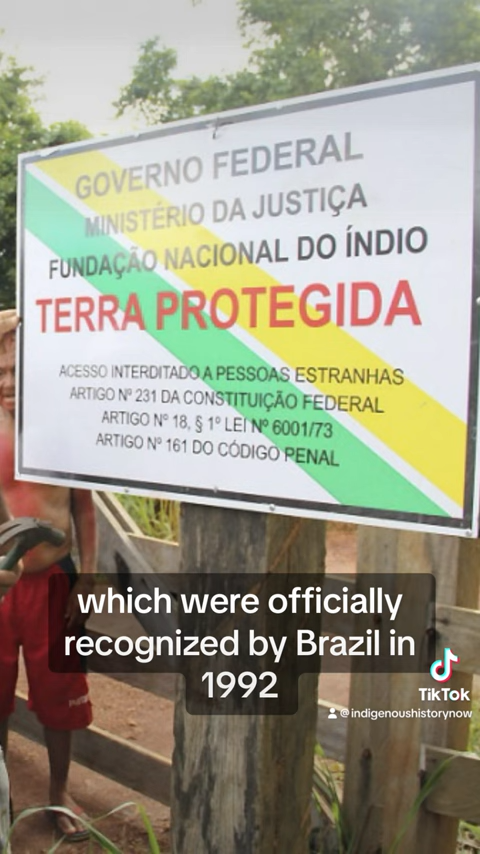 GOVERNO FEDERAL
MINISTÉRIO DA JUSTIÇA
FUNDAÇÃO NACIONAL DO ÍNDIO
TERRA PROTEGIDA
ACESSO INTERDITADO A PESSOAS ESTRANHAS
ARTIGO Nº 231 DA CONSTITUIÇÃO FEDERAL
ARTIGO Nº 18, § 1º LEI Nº 6001/73
ARTIGO Nº 161 DO CÓDIGO PENAL
which were officially
recognized by Brazil in
1992
TikTok
@indigenoushistorynow